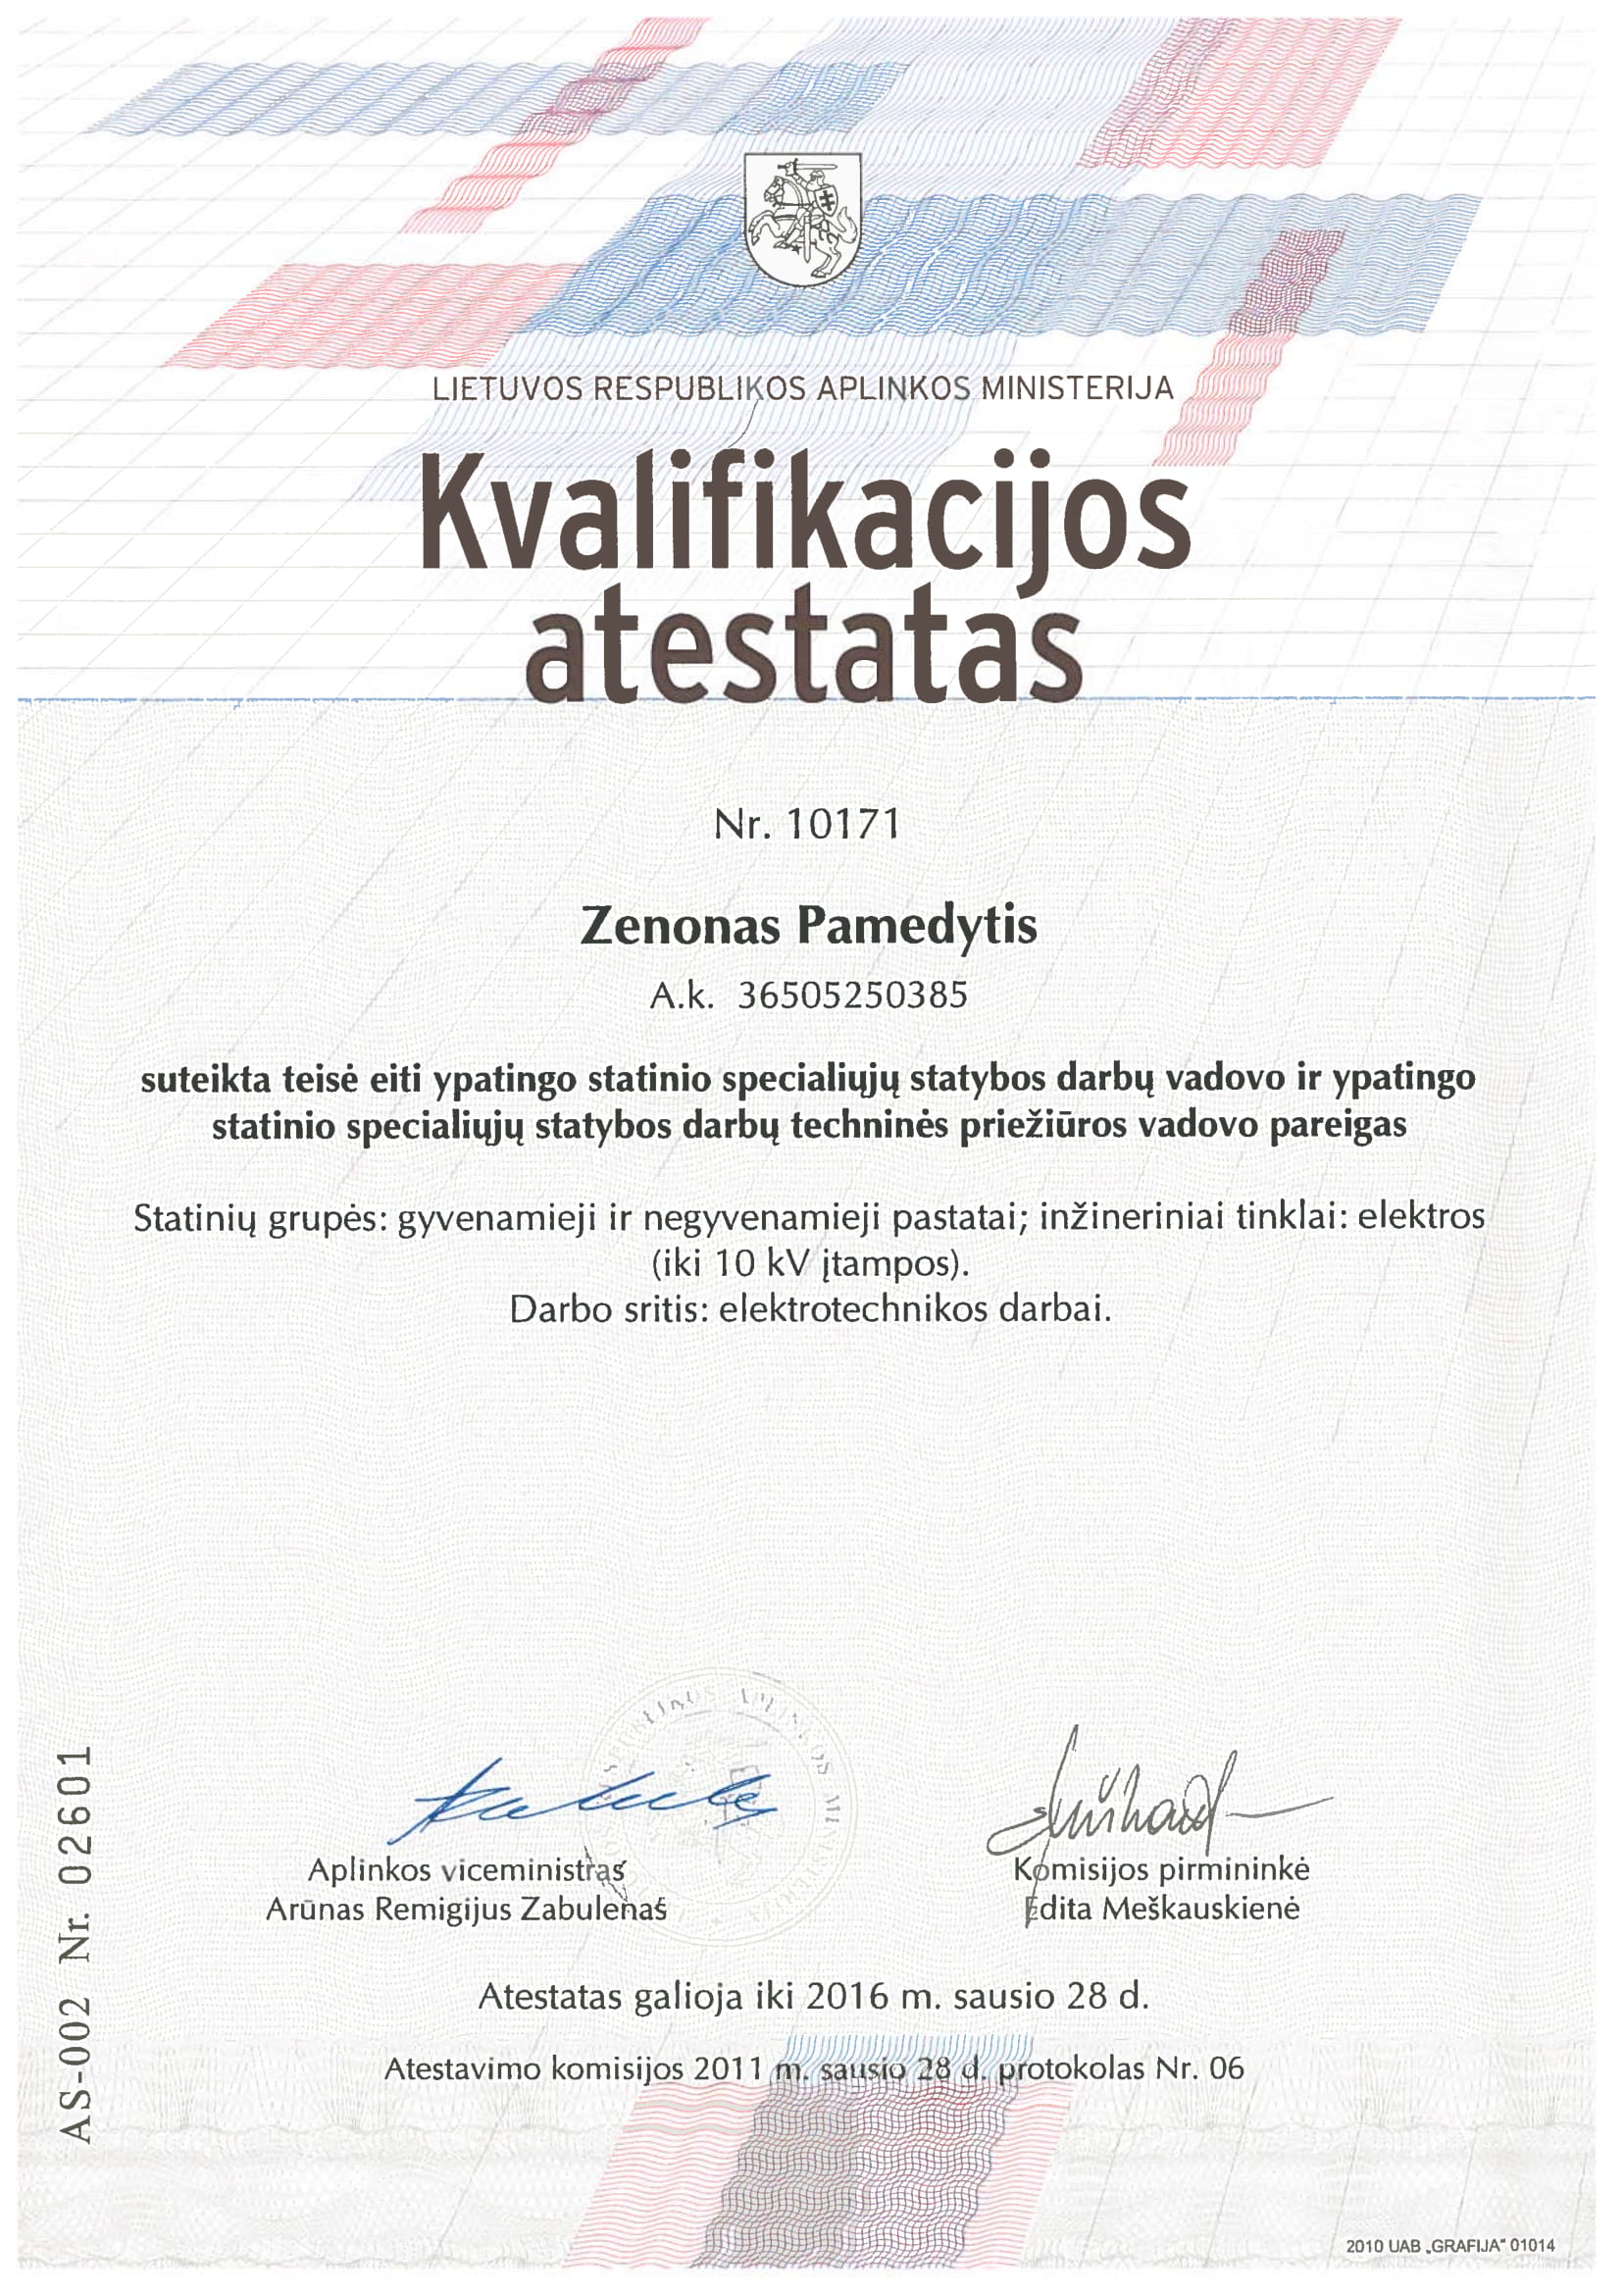 LIETUVOS RESPUBLIKOS APLINKOS MINISTERIJA
Kvalifikacijos
atestatas
Nr. 10171
Zenonas Pamedytis
A.k. 36505250385
suteikta teisė eiti ypatingo statinio specialiųjų statybos darbų vadovo ir ypatingo
statinio specialiųjų statybos darbų techninės priežiūros vadovo pareigas
Statinių grupės: gyvenamieji ir negyvenamieji pastatai; inžineriniai tinklai: elektros
(iki 10 kV įtampos).
Darbo sritis: elektrotechnikos darbai.
Aplinkos viceministras
Arūnas Remigijus Zabulėnas
Komisijos pirmininkė
Edita Meškauskienė
Atestatas galioja iki 2016 m. sausio 28 d.
Atestavimo komisijos 2011 m. sausio 28 d. protokolas Nr. 06
AS-002 Nr. 02601
2010 UAB „GRAFIJA" 01014